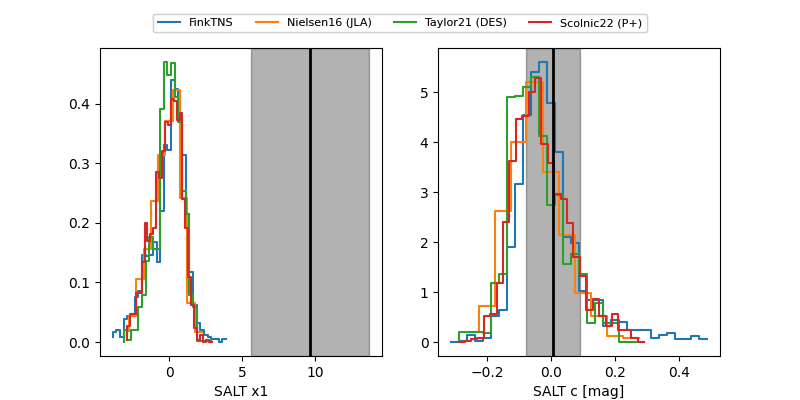 FinkTNS Nielsen16 (JLA) Taylor21 (DES) Scolnic22 (P+)
0.4
0.3
0.2
0.1
0.0
0 5 10
SALT x1
5
4
3
2
1
0
−0.2 0.0 0.2 0.4
SALT c [mag]